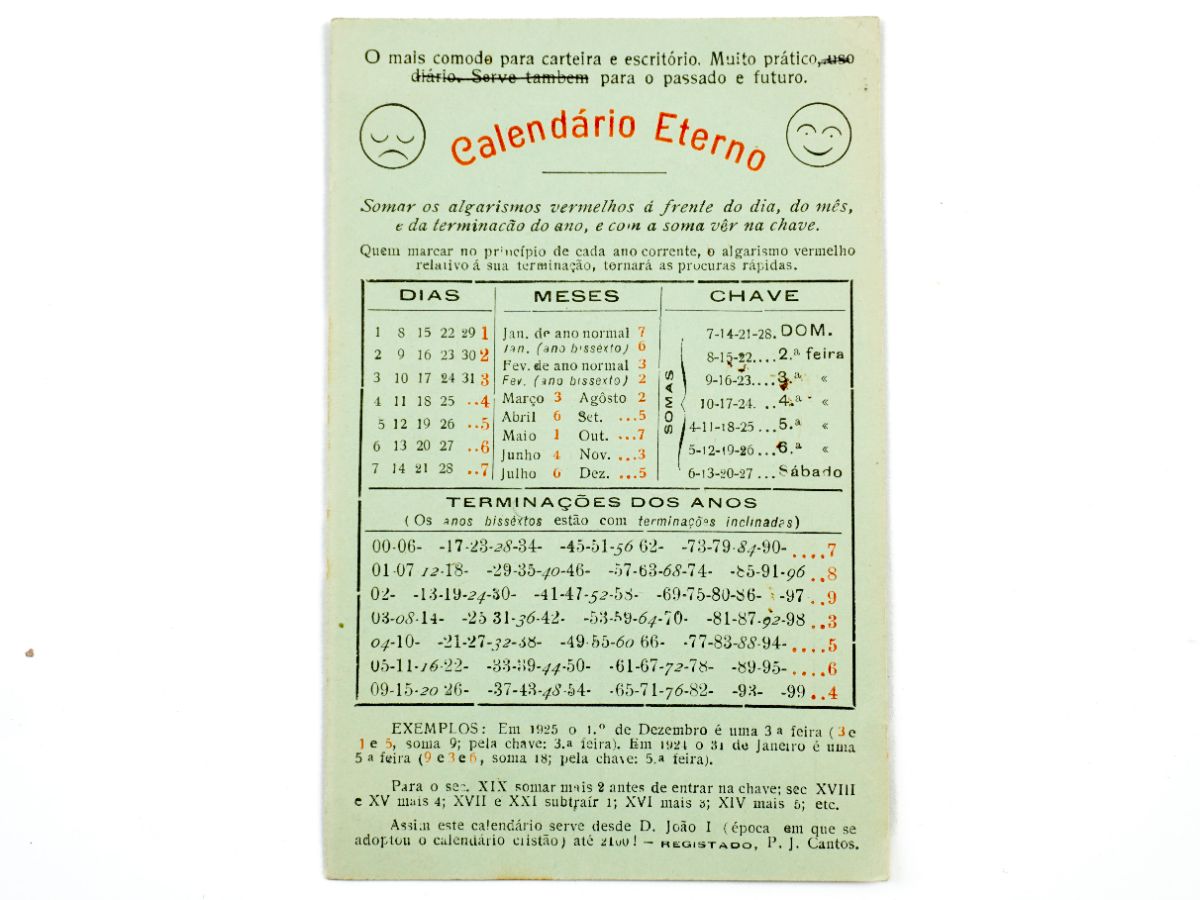 O mais comodo para carteira e escritório. Muito prático, uso
diário. Serve tambem para o passado e futuro.
Calendário Eterno
Somar os algarismos vermelhos á frente do dia, do mês,
e da terminacão do ano, e com a soma vêr na chave.
Quem marcar no princípio de cada ano corrente, o algarismo vermelho
relativo á sua terminação, tornará as procuras rápidas.
DIAS MESES CHAVE
1 8 15 22 29 1 Jan. de ano normal 7 7-14-21-28. DOM.
2 9 16 23 30 2 Jan. (ano bissexto) 6 8-15-22.... 2.ª feira
3 10 17 24 31 3 Fev. de ano normal 3 9-16-23.... 3.ª «
Fev. (ano bissexto) 2
4 11 18 25 ..4 Março 3 Agôsto 2 10-17-24. ..4.ª «
5 12 19 26 ..5 Abril 6 Set. ...5 4-11-18-25 ...5.ª «
6 13 20 27 ..6 Maio 1 Out. ...7 5-12-19-26 ...6.ª «
7 14 21 28 ..7 Junho 4 Nov. ...3 6-13-20-27 ...Sábado
Julho 6 Dez. ...5
SOMAS
TERMINAÇÕES DOS ANOS
(Os anos bisséxtos estão com terminações inclinadas)
00-06- -17-23-28-34- -45-51-56 62- -73-79-84-90- ....7
01 07 12-18- -29-35-40-46- -57-63-68-74- -85-91-96 ..8
02- -13-19-24-30- -41-47-52-58- -69-75-80-86- -97 ..9
03-08-14- -25 31-36-42- -53-59-64-70- -81-87-92-98 ..3
04-10- -21-27-32-38- -49-55-60 66- -77-83-88-94- ....5
05-11-16-22- -33-39-44-50- -61-67-72-78- -89-95- ....6
09-15-20 26- -37-43-48-54- -65-71-76-82- -93- -99 ..4
EXEMPLOS: Em 1925 o 1.º de Dezembro é uma 3 a feira (3 e
1 e 5, soma 9; pela chave: 3.a feira). Em 1921 o 31 de Janeiro é uma
5 a feira (9 e 3 e 6, soma 18; pela chave: 5.a feira).
Para o sec. XIX somar mais 2 antes de entrar na chave; sec XVIII
e XV mais 4; XVII e XXI subtraír 1; XVI mais 3; XIV mais 5; etc.
Assim este calendário serve desde D. João I (época em que se
adoptou o calendário cristão) até 2100! — REGISTADO, P. J. Cantos.